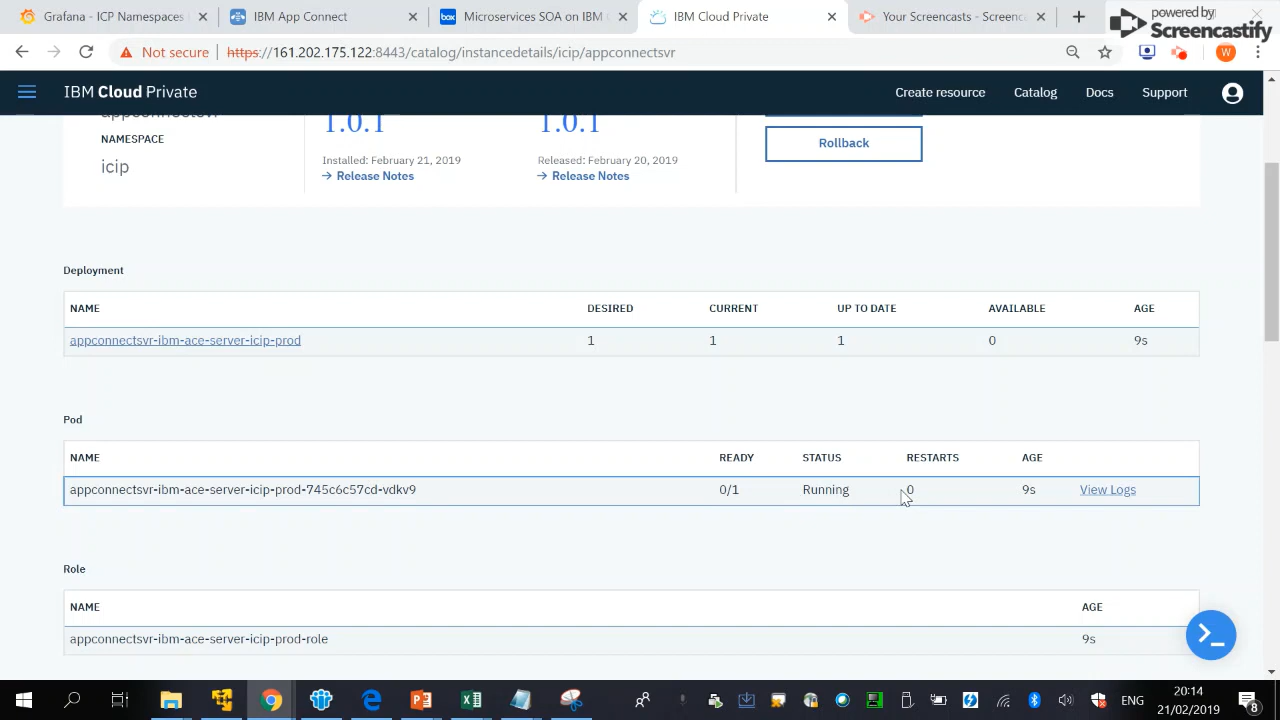 Grafana - ICP Namespaces
IBM App Connect
box
Microservices SOA on IBM
IBM Cloud Private
Your Screencasts - Screenca
powered by
Screencastify
Not secure
https://161.202.175.122:8443/catalog/instancedetails/icip/appconnectsvr
W
IBM Cloud Private
Create resource
Catalog
Docs
Support
appconnectsvr
1.0.1
1.0.1
NAMESPACE
Rollback
icip
Installed: February 21, 2019
Released: February 20, 2019
→ Release Notes
→ Release Notes
Deployment
NAME DESIRED CURRENT UP TO DATE AVAILABLE AGE
appconnectsvr-ibm-ace-server-icip-prod 1 1 1 0 9s
Pod
NAME READY STATUS RESTARTS AGE
appconnectsvr-ibm-ace-server-icip-prod-745c6c57cd-vdkv9 0/1 Running 0 9s View Logs
Role
NAME AGE
appconnectsvr-ibm-ace-server-icip-prod-role 9s
ENG
20:14
21/02/2019
8